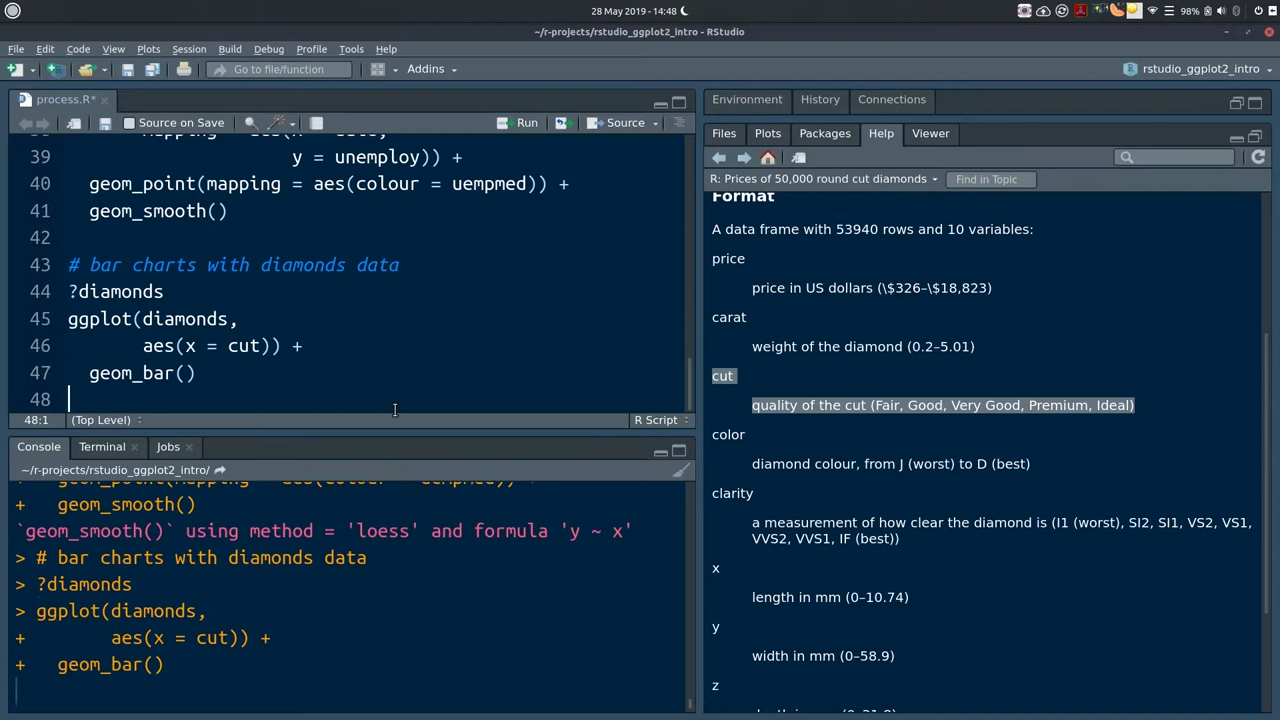 28 May 2019 - 14:48
98%
~/r-projects/rstudio_ggplot2_intro - RStudio
File Edit Code View Plots Session Build Debug Profile Tools Help
Go to file/function
Addins
rstudio_ggplot2_intro
process.R*
Source on Save
Run
Source
39 y = unemploy)) +
40 geom_point(mapping = aes(colour = uempmed)) +
41 geom_smooth()
42
43 # bar charts with diamonds data
44 ?diamonds
45 ggplot(diamonds,
46 aes(x = cut)) +
47 geom_bar()
48
48:1 (Top Level) R Script
Console Terminal Jobs
~/r-projects/rstudio_ggplot2_intro/
+ geom_smooth()
`geom_smooth()` using method = 'loess' and formula 'y ~ x'
> # bar charts with diamonds data
> ?diamonds
> ggplot(diamonds,
+ aes(x = cut)) +
+ geom_bar()
Environment History Connections
Files Plots Packages Help Viewer
R: Prices of 50,000 round cut diamonds
Find in Topic
Format
A data frame with 53940 rows and 10 variables:
price
price in US dollars (\$326–\$18,823)
carat
weight of the diamond (0.2–5.01)
cut
quality of the cut (Fair, Good, Very Good, Premium, Ideal)
color
diamond colour, from J (worst) to D (best)
clarity
a measurement of how clear the diamond is (I1 (worst), SI2, SI1, VS2, VS1,
VVS2, VVS1, IF (best))
x
length in mm (0–10.74)
y
width in mm (0–58.9)
z